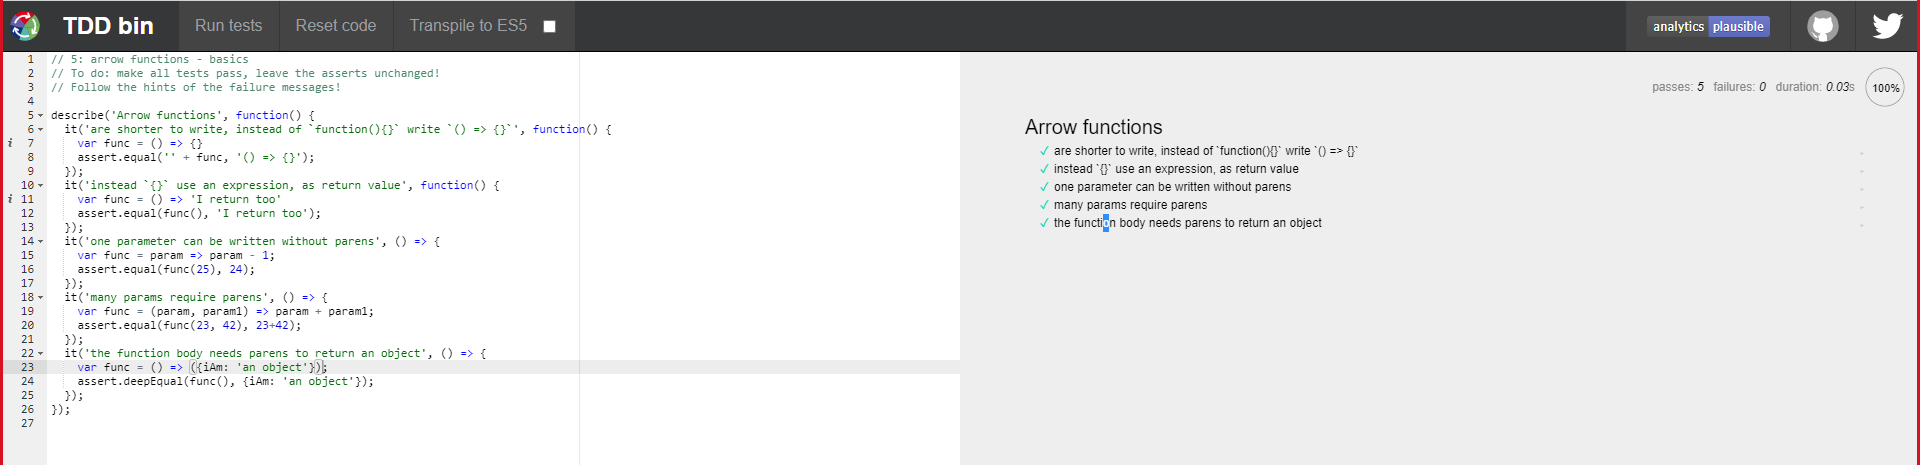 TDD bin Run tests Reset code Transpile to ES5 analytics plausible
1 // 5: arrow functions - basics
2 // To do: make all tests pass, leave the asserts unchanged!
3 // Follow the hints of the failure messages!
4
5 describe('Arrow functions', function() {
6 it('are shorter to write, instead of `function(){}` write `() => {}`', function() {
i 7 var func = () => {}
8 assert.equal('' + func, '() => {}');
9 });
10 it('instead `{}` use an expression, as return value', function() {
i 11 var func = () => 'I return too'
12 assert.equal(func(), 'I return too');
13 });
14 it('one parameter can be written without parens', () => {
15 var func = param => param - 1;
16 assert.equal(func(25), 24);
17 });
18 it('many params require parens', () => {
19 var func = (param, param1) => param + param1;
20 assert.equal(func(23, 42), 23+42);
21 });
22 it('the function body needs parens to return an object', () => {
23 var func = () => ({iAm: 'an object'});
24 assert.deepEqual(func(), {iAm: 'an object'});
25 });
26 });
27
passes: 5 failures: 0 duration: 0.03s 100%
Arrow functions
✓ are shorter to write, instead of `function(){}` write `() => {}`
✓ instead `{}` use an expression, as return value
✓ one parameter can be written without parens
✓ many params require parens
✓ the function body needs parens to return an object